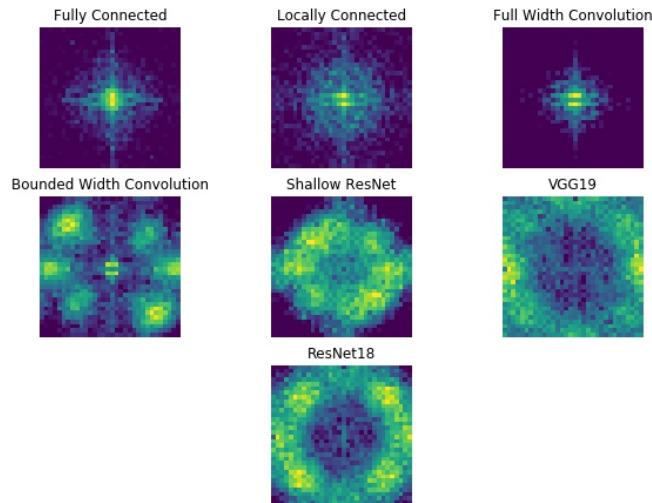 Fully Connected
Locally Connected
Full Width Convolution
Bounded Width Convolution
Shallow ResNet
VGG19
ResNet18